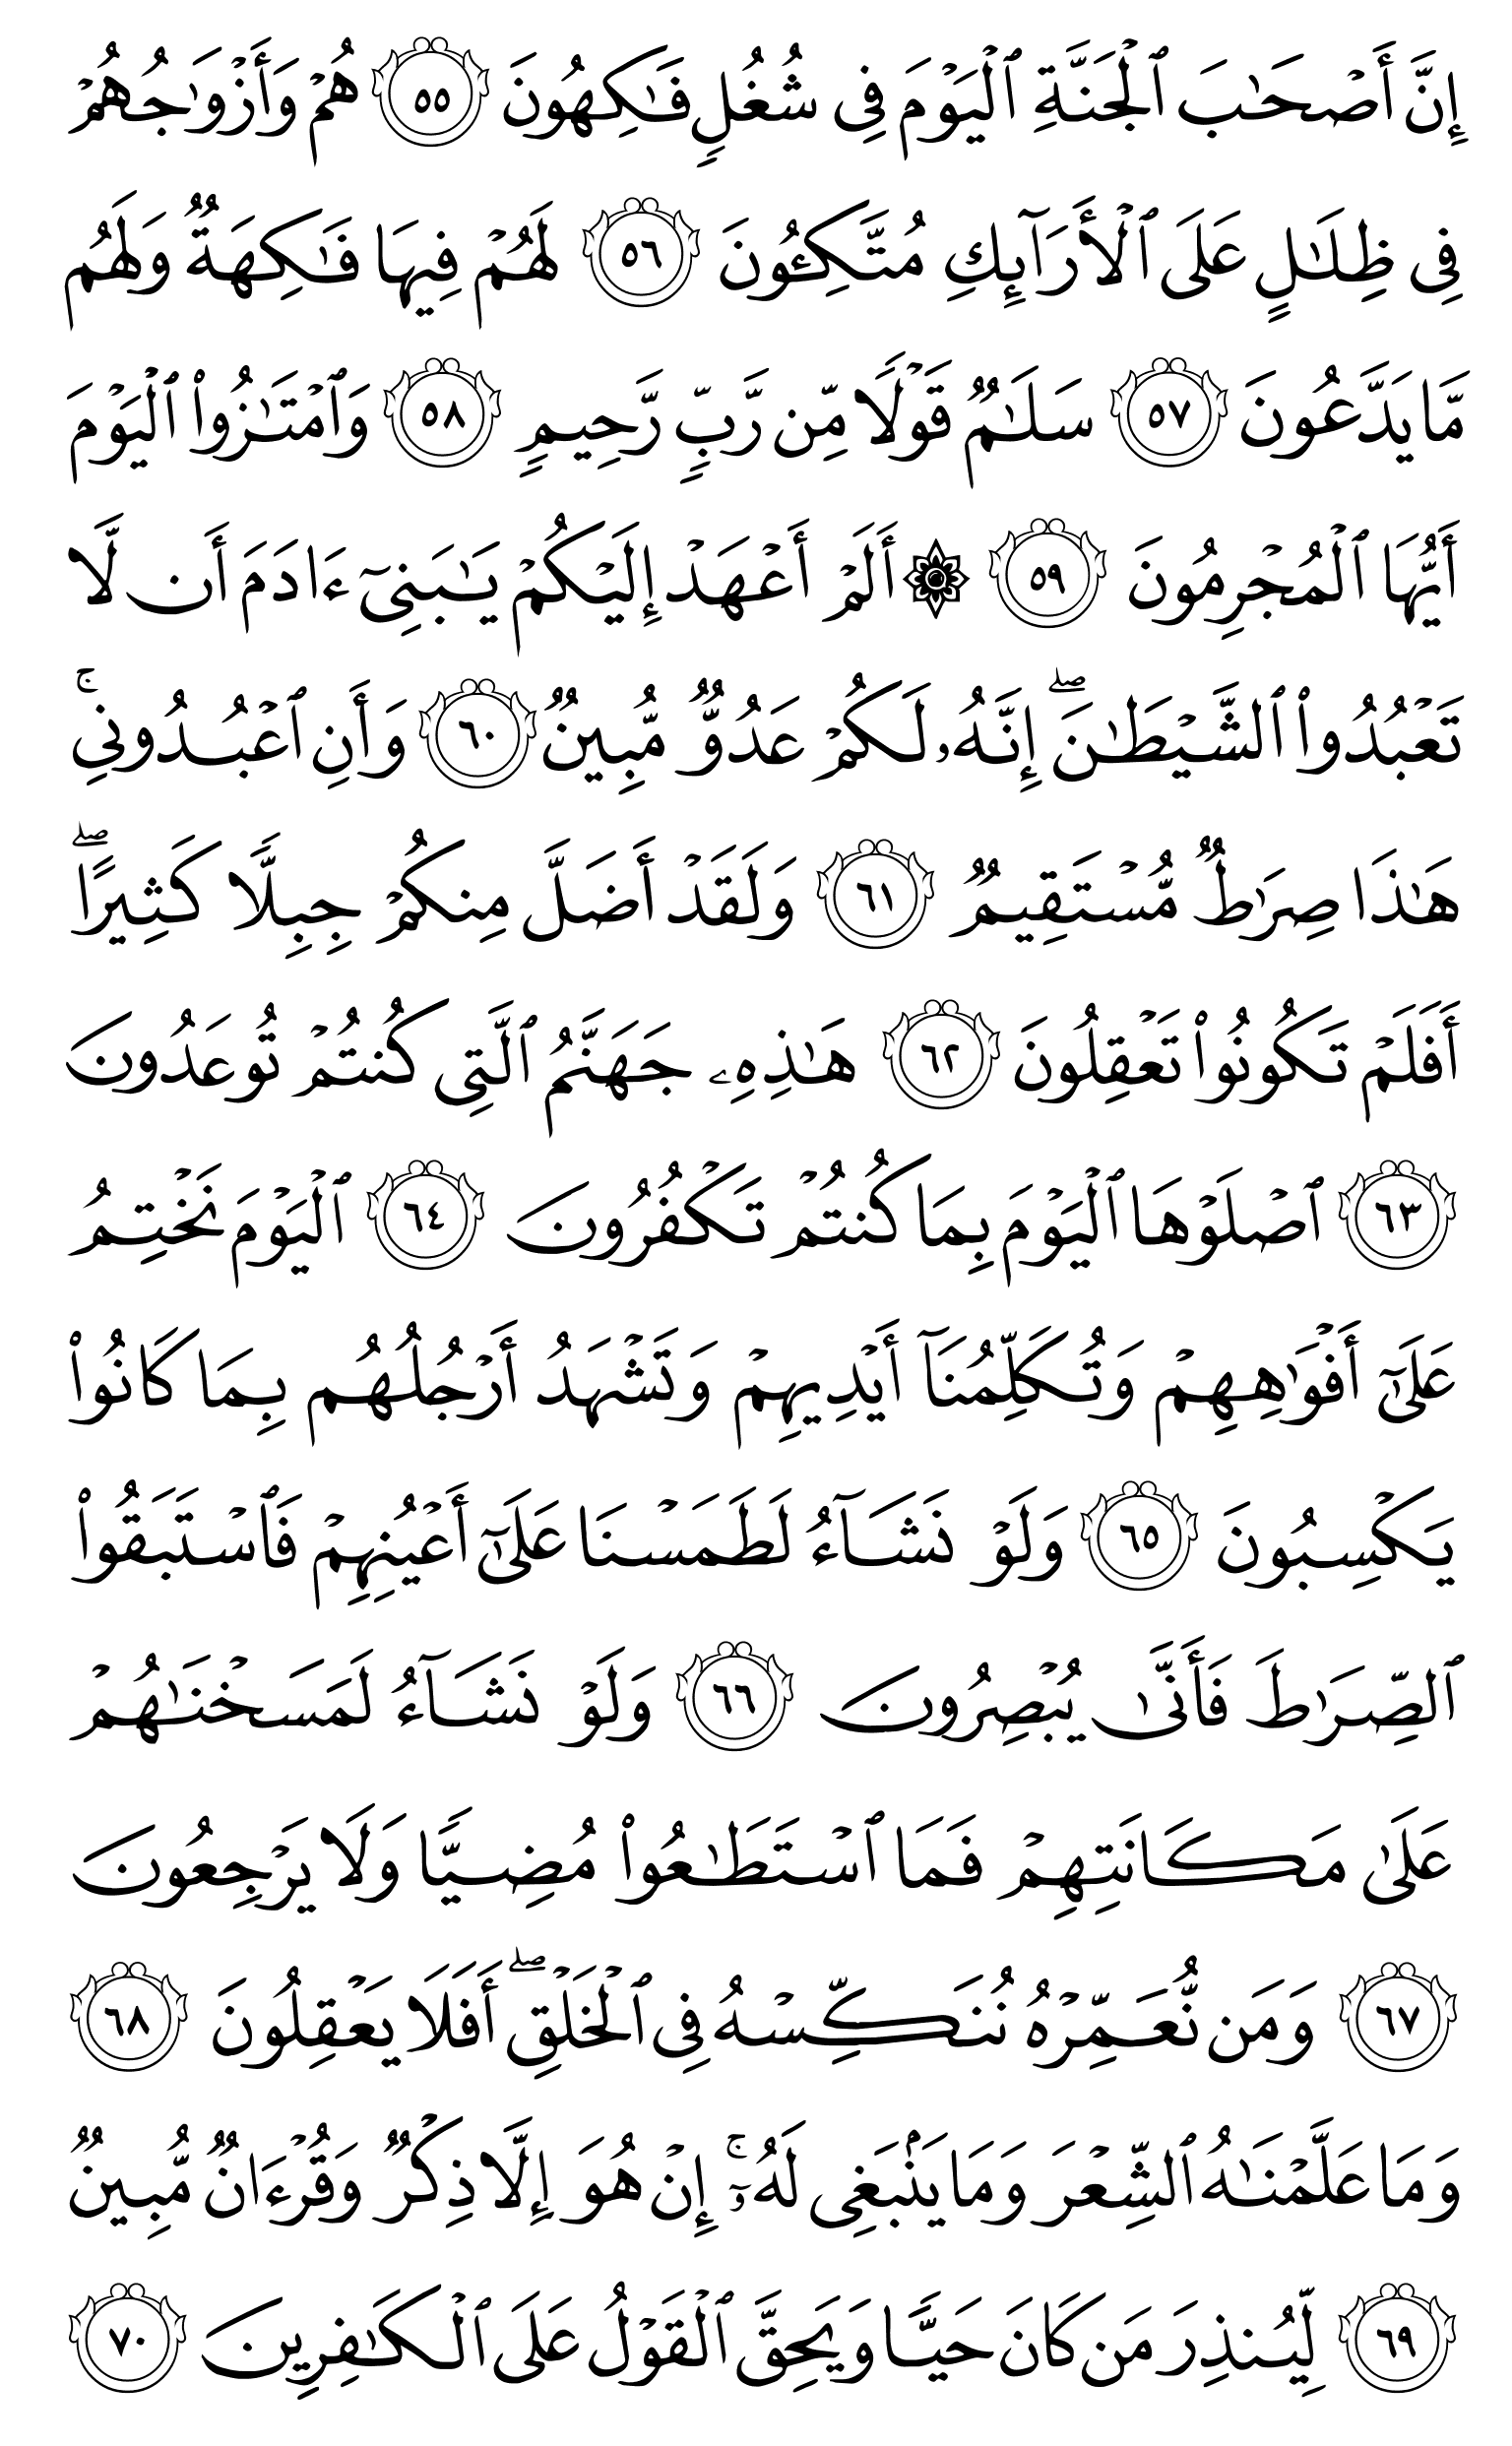 إِنَّ أَصْحَٰبَ ٱلْجَنَّةِ ٱلْيَوْمَ فِى شُغُلٍ فَٰكِهُونَ ٥٥ هُمْ وَأَزْوَٰجُهُمْ
فِى ظِلَٰلٍ عَلَى ٱلْأَرَآئِكِ مُتَّكِـُٔونَ ٥٦ لَهُمْ فِيهَا فَٰكِهَةٌ وَلَهُم
مَّا يَدَّعُونَ ٥٧ سَلَٰمٌ قَوْلًا مِّن رَّبٍّ رَّحِيمٍ ٥٨ وَٱمْتَٰزُوا۟ ٱلْيَوْمَ
أَيُّهَا ٱلْمُجْرِمُونَ ٥٩ ۞ أَلَمْ أَعْهَدْ إِلَيْكُمْ يَٰبَنِىٓ ءَادَمَ أَن لَّا
تَعْبُدُوا۟ ٱلشَّيْطَٰنَ ۖ إِنَّهُۥ لَكُمْ عَدُوٌّ مُّبِينٌ ٦٠ وَأَنِ ٱعْبُدُونِى ۚ
هَٰذَا صِرَٰطٌ مُّسْتَقِيمٌ ٦١ وَلَقَدْ أَضَلَّ مِنكُمْ جِبِلًّا كَثِيرًا ۖ
أَفَلَمْ تَكُونُوا۟ تَعْقِلُونَ ٦٢ هَٰذِهِۦ جَهَنَّمُ ٱلَّتِى كُنتُمْ تُوعَدُونَ
٦٣ ٱصْلَوْهَا ٱلْيَوْمَ بِمَا كُنتُمْ تَكْفُرُونَ ٦٤ ٱلْيَوْمَ نَخْتِمُ
عَلَىٰٓ أَفْوَٰهِهِمْ وَتُكَلِّمُنَآ أَيْدِيهِمْ وَتَشْهَدُ أَرْجُلُهُم بِمَا كَانُوا۟
يَكْسِبُونَ ٦٥ وَلَوْ نَشَآءُ لَطَمَسْنَا عَلَىٰٓ أَعْيُنِهِمْ فَٱسْتَبَقُوا۟
ٱلصِّرَٰطَ فَأَنَّىٰ يُبْصِرُونَ ٦٦ وَلَوْ نَشَآءُ لَمَسَخْنَٰهُمْ
عَلَىٰ مَكَانَتِهِمْ فَمَا ٱسْتَطَٰعُوا۟ مُضِيًّا وَلَا يَرْجِعُونَ
٦٧ وَمَن نُّعَمِّرْهُ نُنَكِّسْهُ فِى ٱلْخَلْقِ ۖ أَفَلَا يَعْقِلُونَ ٦٨
وَمَا عَلَّمْنَٰهُ ٱلشِّعْرَ وَمَا يَنۢبَغِى لَهُۥٓ ۚ إِنْ هُوَ إِلَّا ذِكْرٌ وَقُرْءَانٌ مُّبِينٌ
٦٩ لِّيُنذِرَ مَن كَانَ حَيًّا وَيَحِقَّ ٱلْقَوْلُ عَلَى ٱلْكَٰفِرِينَ ٧٠